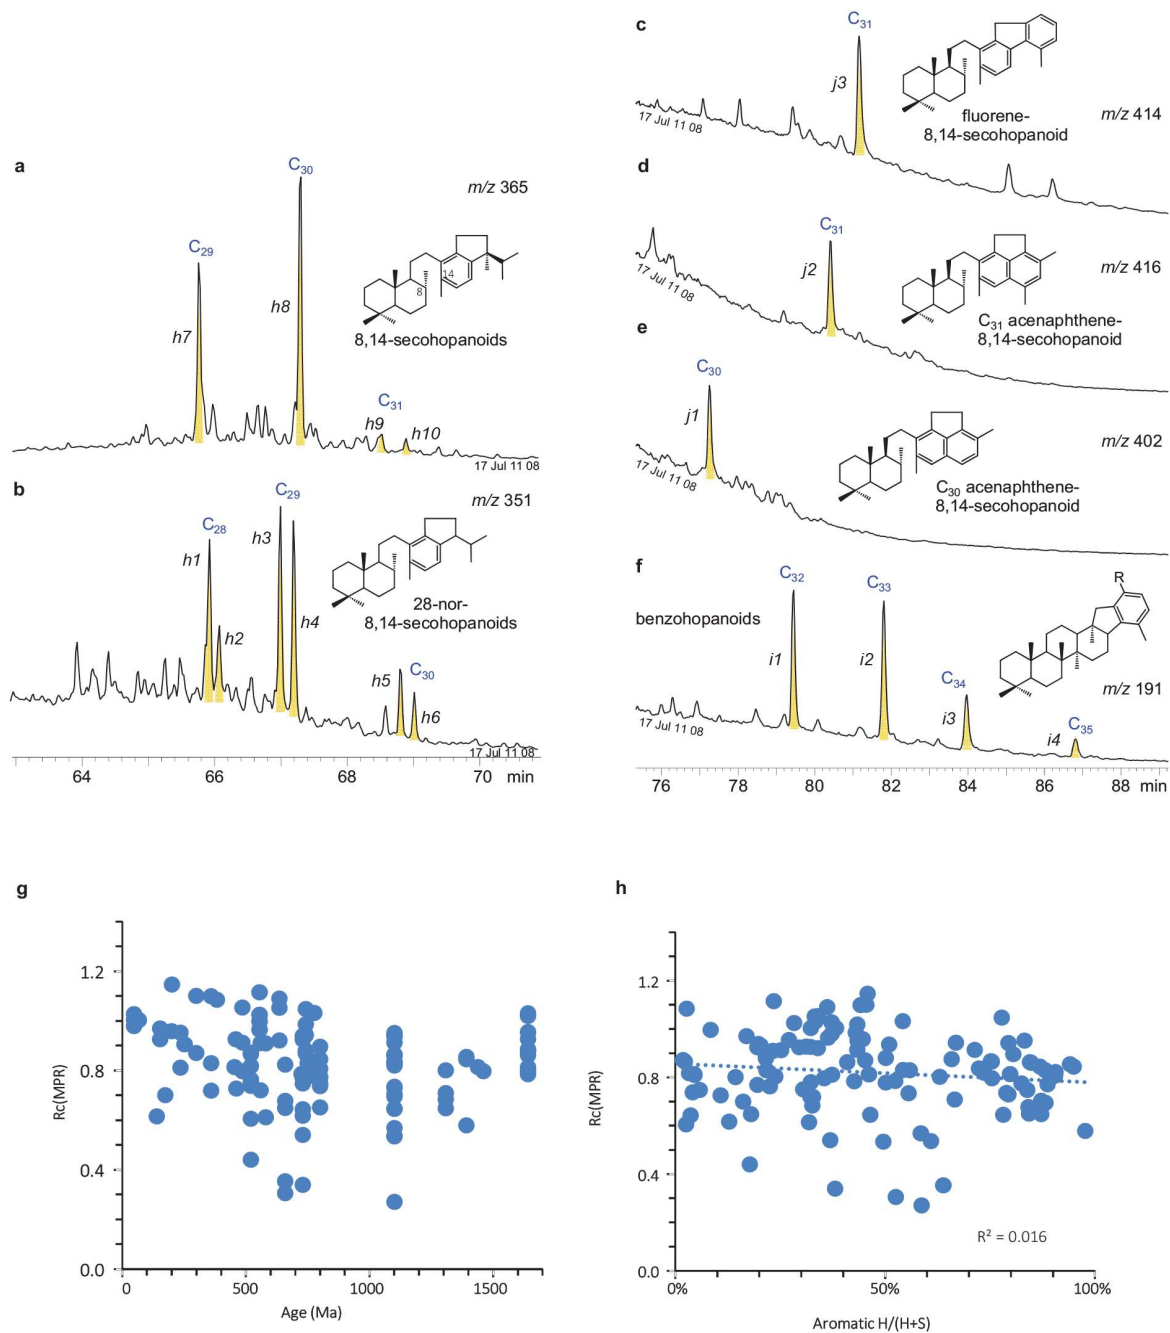 a
C30
m/z 365
C29
h7
h8
14
8
8,14-secohopanoids
C31
h9
h10
17 Jul 11 08
b
m/z 351
C29
C28
h1
h3
h2
h4
28-nor-
8,14-secohopanoids
h5
C30
h6
17 Jul 11 08
64
66
68
70
min
c
C31
j3
17 Jul 11 08
fluorene-
8,14-secohopanoid
m/z 414
d
C31
j2
17 Jul 11 08
m/z 416
C31 acenaphthene-
8,14-secohopanoid
e
C30
j1
17 Jul 11 08
m/z 402
C30 acenaphthene-
8,14-secohopanoid
f
benzohopanoids
C32
C33
R
i1
i2
C34
m/z 191
i3
C35
i4
17 Jul 11 08
76
78
80
82
84
86
88
min
g
Rc(MPR)
1.2
0.8
0.4
0.0
0
500
1000
1500
Age (Ma)
h
Rc(MPR)
1.2
0.8
0.4
0.0
R² = 0.016
0%
50%
100%
Aromatic H/(H+S)